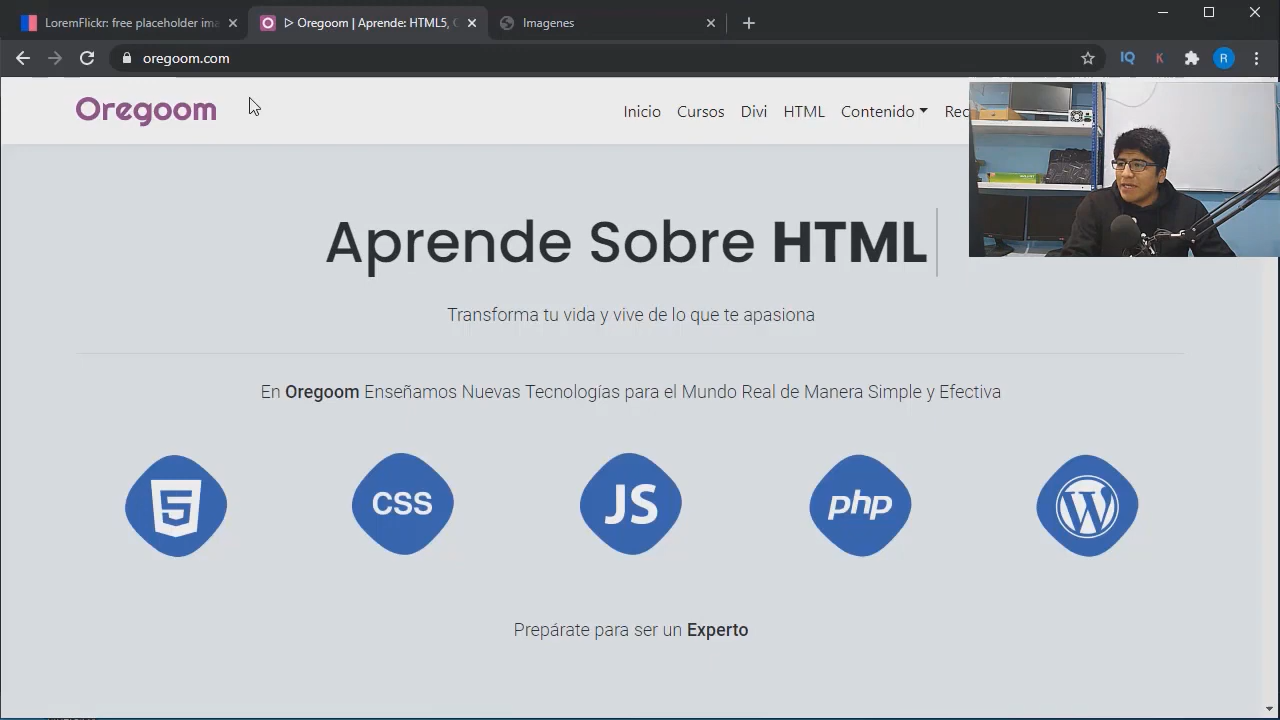 LoremFlickr: free placeholder ima
▷ Oregoom | Aprende: HTML5, C
Imagenes
oregoom.com
IQ
K
R
Oregoom
Inicio
Cursos
Divi
HTML
Contenido
Rec
Aprende Sobre HTML
Transforma tu vida y vive de lo que te apasiona
En Oregoom Enseñamos Nuevas Tecnologías para el Mundo Real de Manera Simple y Efectiva
5
CSS
JS
php
W
Prepárate para ser un Experto